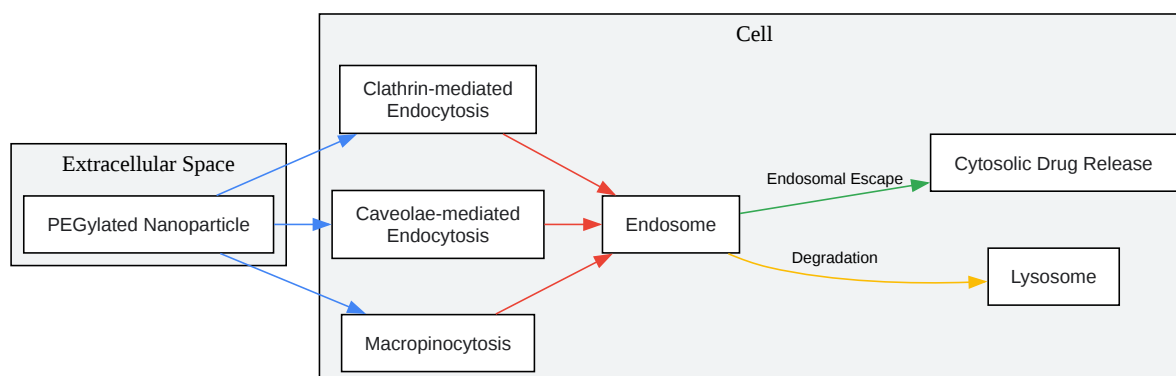 Cell
Clathrin-mediated
Endocytosis
Extracellular Space
PEGylated Nanoparticle
Caveolae-mediated
Endocytosis
Macropinocytosis
Endosome
Endosomal Escape
Cytosolic Drug Release
Degradation
Lysosome